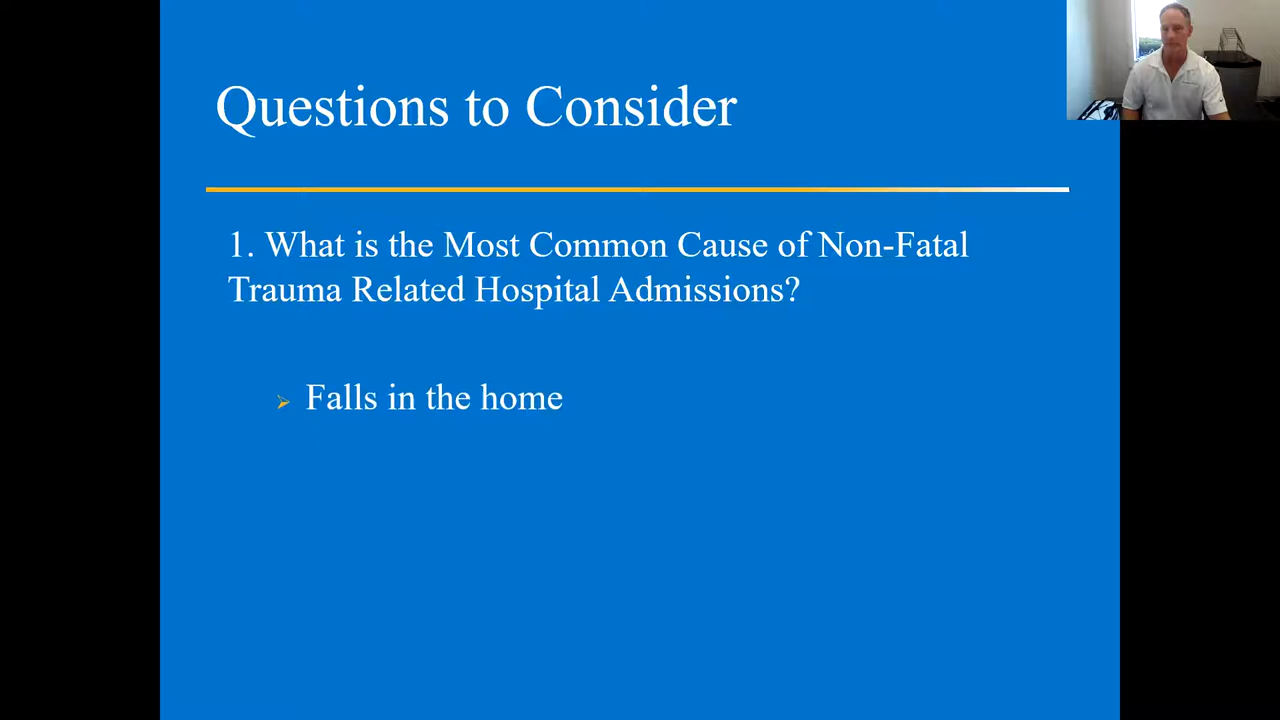 Questions to Consider
1. What is the Most Common Cause of Non-Fatal
Trauma Related Hospital Admissions?
Falls in the home